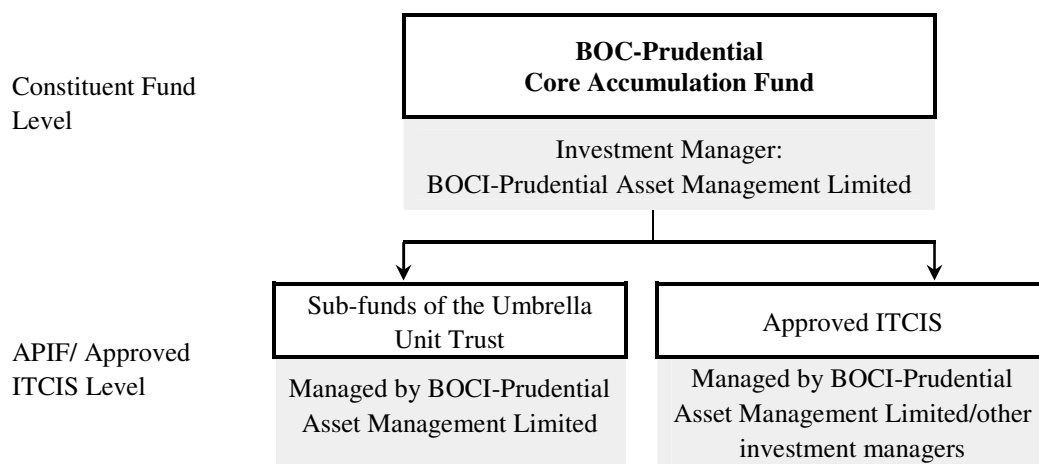 Constituent Fund
Level
BOC-Prudential
Core Accumulation Fund
Investment Manager:
BOCI-Prudential Asset Management Limited
APIF/ Approved
ITCIS Level
Sub-funds of the Umbrella
Unit Trust
Managed by BOCI-Prudential
Asset Management Limited
Approved ITCIS
Managed by BOCI-Prudential
Asset Management Limited/other
investment managers